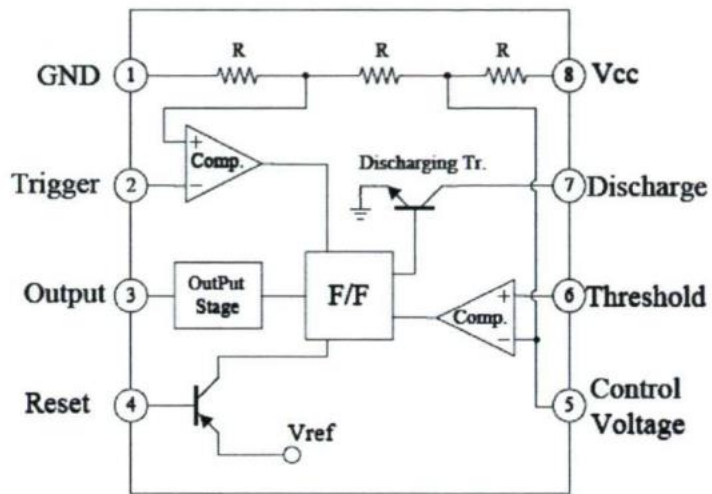 R R R
GND 1 8 Vcc
+
Comp.
−
Trigger 2
Discharging Tr.
7 Discharge
Output 3
OutPut
Stage
F/F
+
Comp.
−
6 Threshold
Reset 4
Vref
5 Control
Voltage